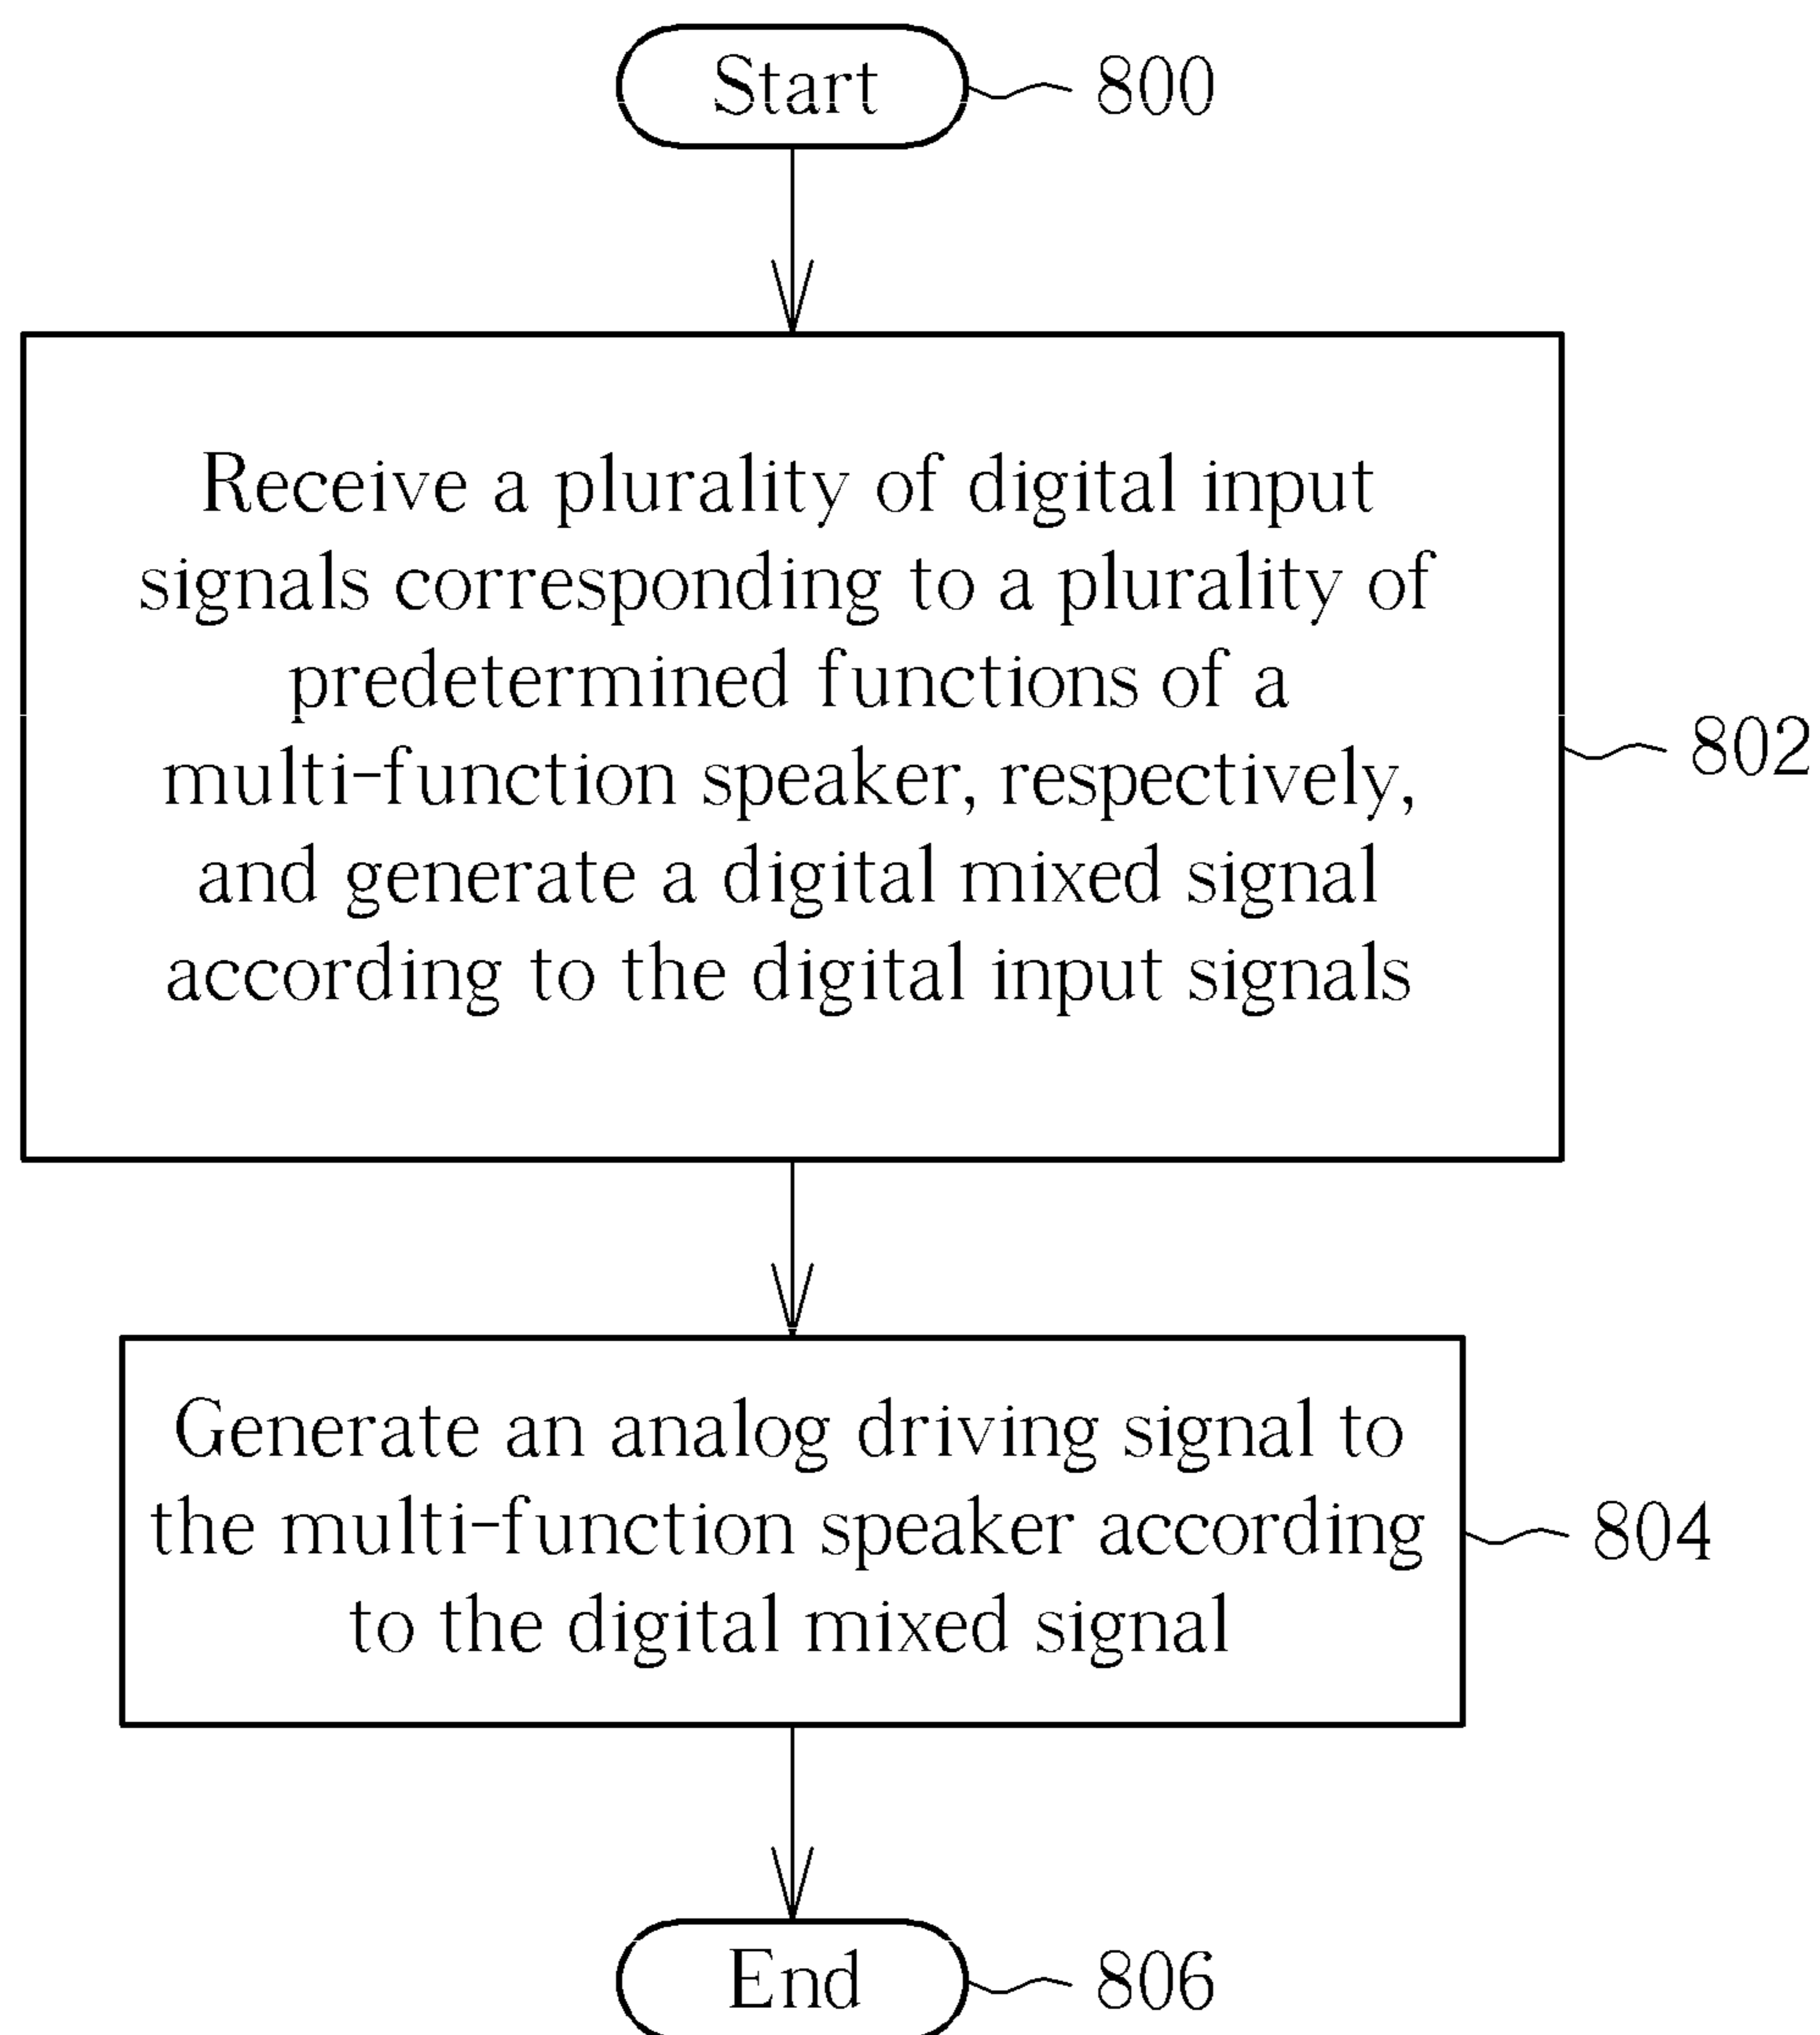 Start
800
Receive a plurality of digital input
signals corresponding to a plurality of
predetermined functions of a
multi-function speaker, respectively,
and generate a digital mixed signal
according to the digital input signals
802
Generate an analog driving signal to
the multi-function speaker according
to the digital mixed signal
804
End
806